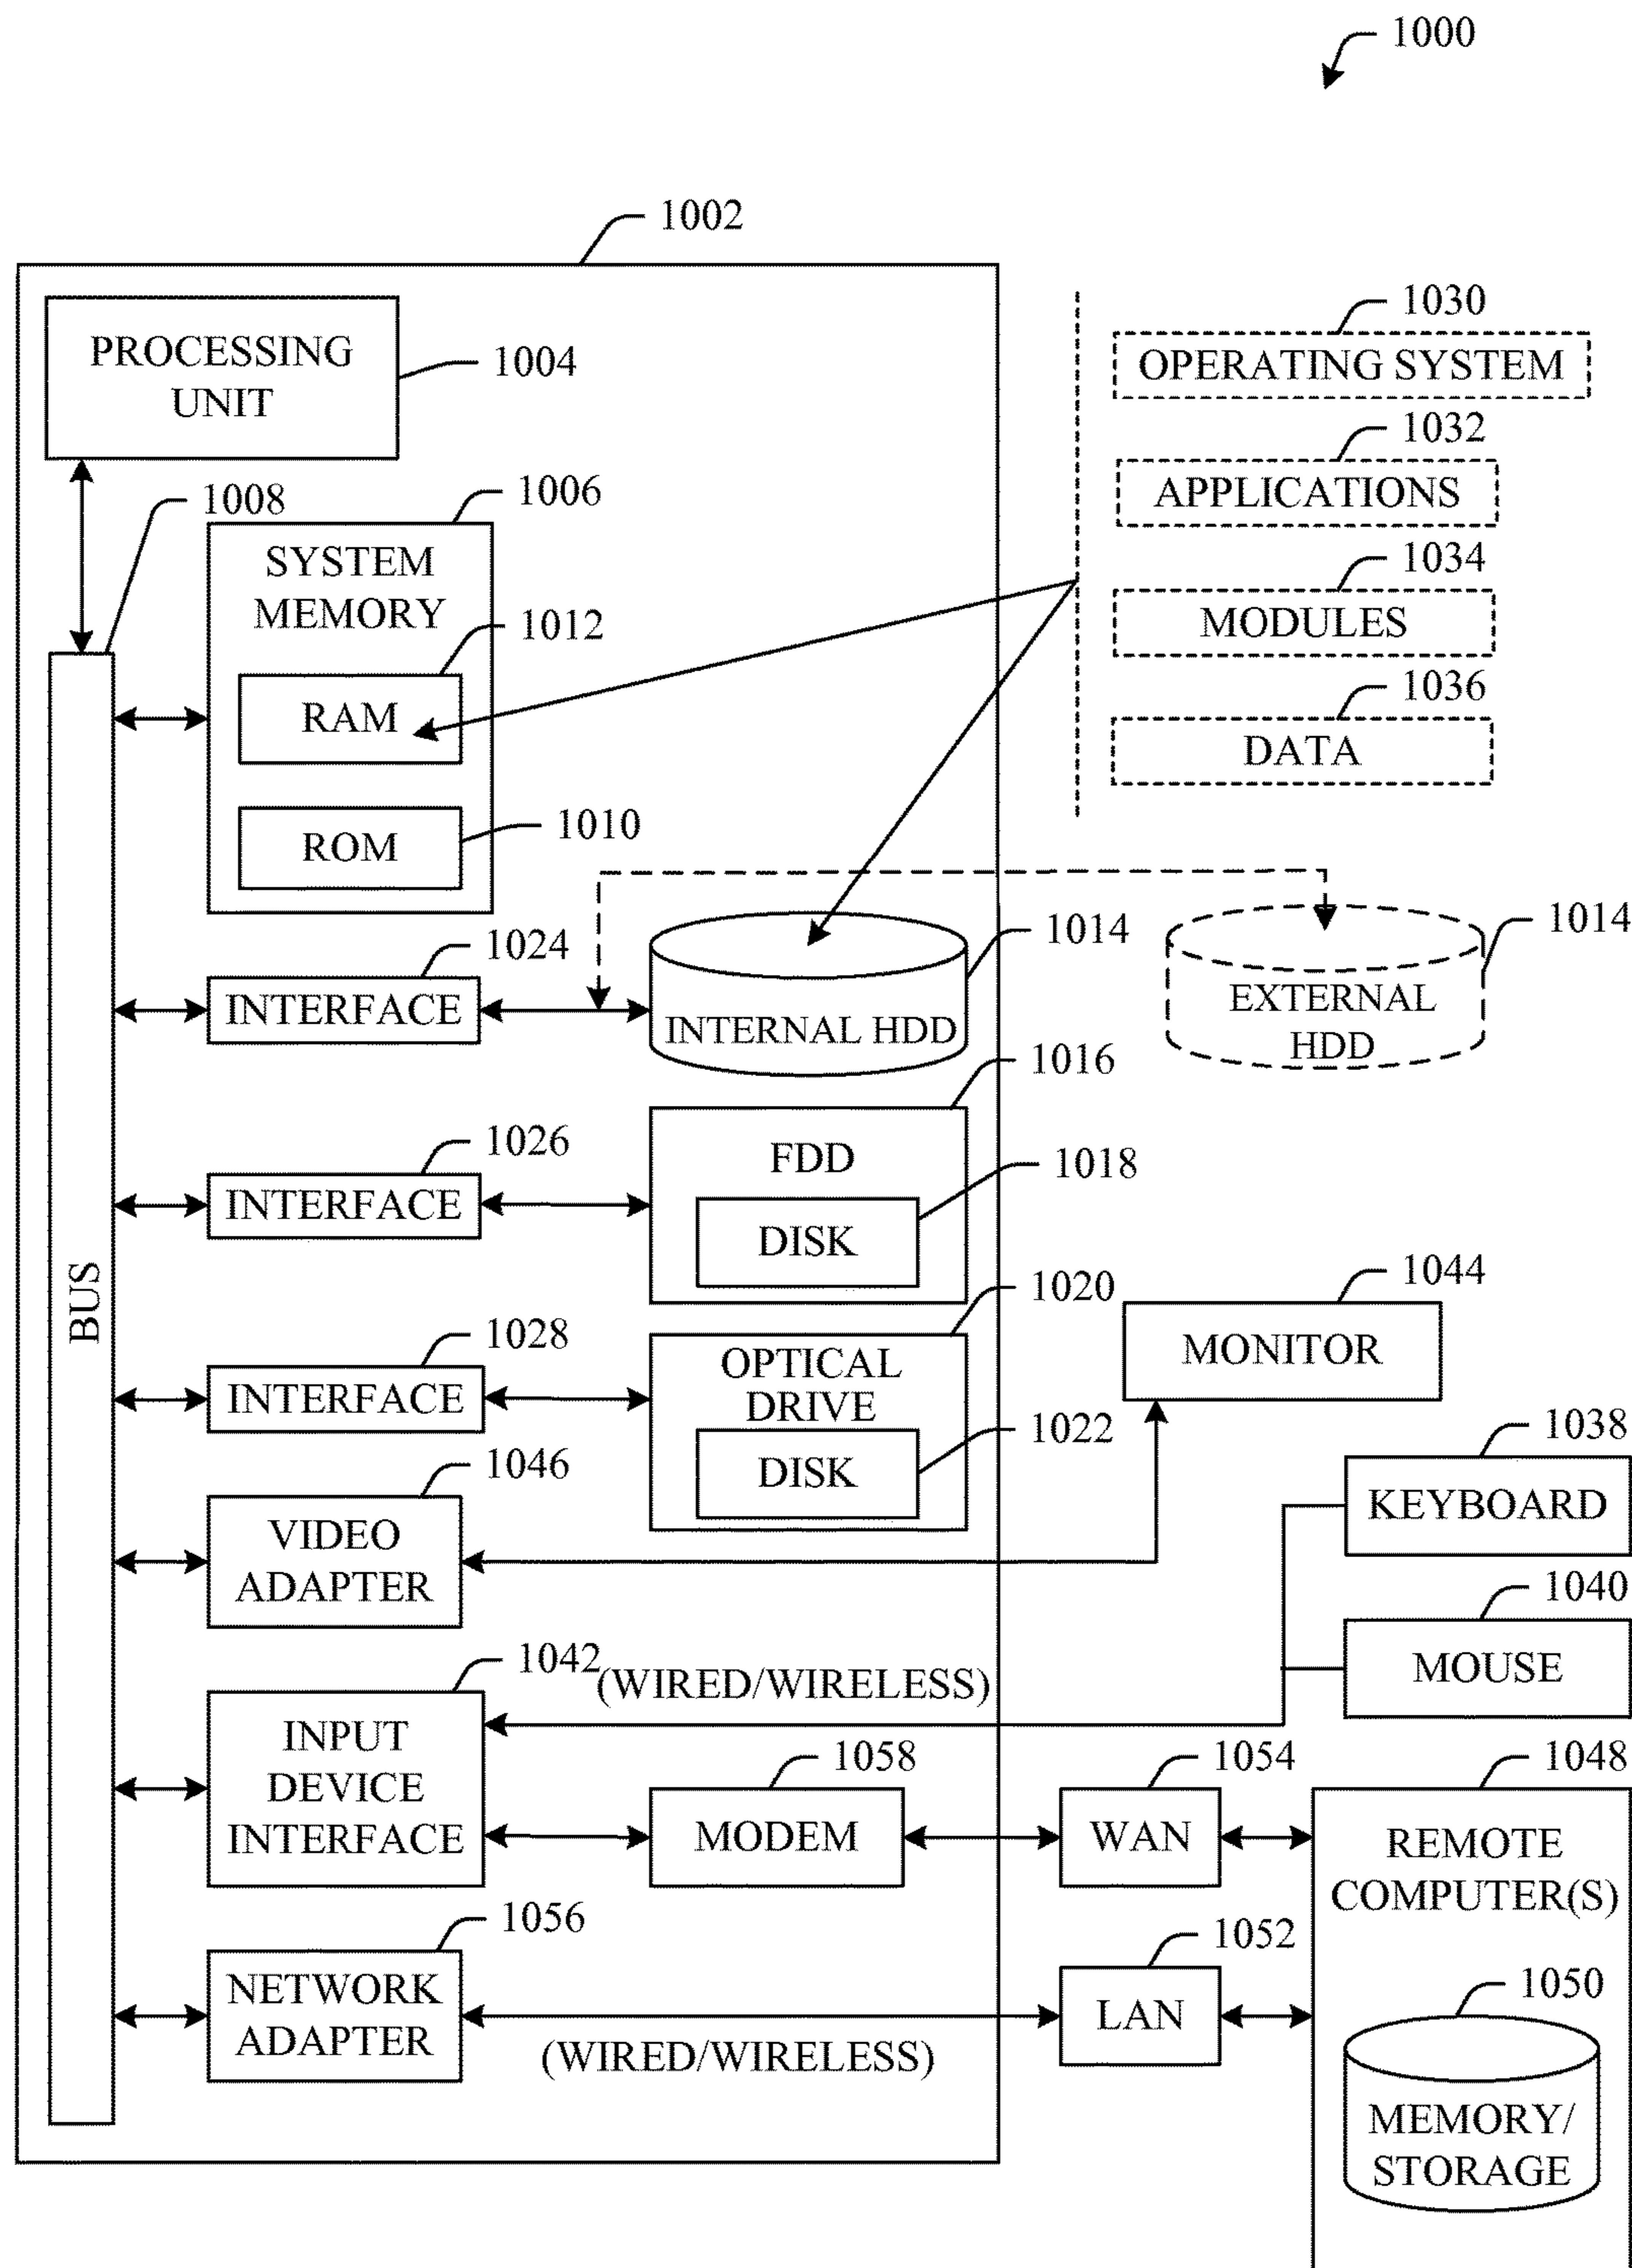 1000
1002
PROCESSING
UNIT
1004
1030
OPERATING SYSTEM
1032
APPLICATIONS
1034
MODULES
1036
DATA
1008
1006
SYSTEM
MEMORY
1012
RAM
1010
ROM
1024
INTERFACE
1014
INTERNAL HDD
1014
EXTERNAL
HDD
1016
FDD
1026
INTERFACE
1018
DISK
BUS
1020
OPTICAL
DRIVE
1028
INTERFACE
1022
DISK
1044
MONITOR
1038
KEYBOARD
1046
VIDEO
ADAPTER
1040
MOUSE
1042
(WIRED/WIRELESS)
INPUT
DEVICE
INTERFACE
1058
MODEM
1054
WAN
1048
REMOTE
COMPUTER(S)
1056
NETWORK
ADAPTER
(WIRED/WIRELESS)
1052
LAN
1050
MEMORY/
STORAGE